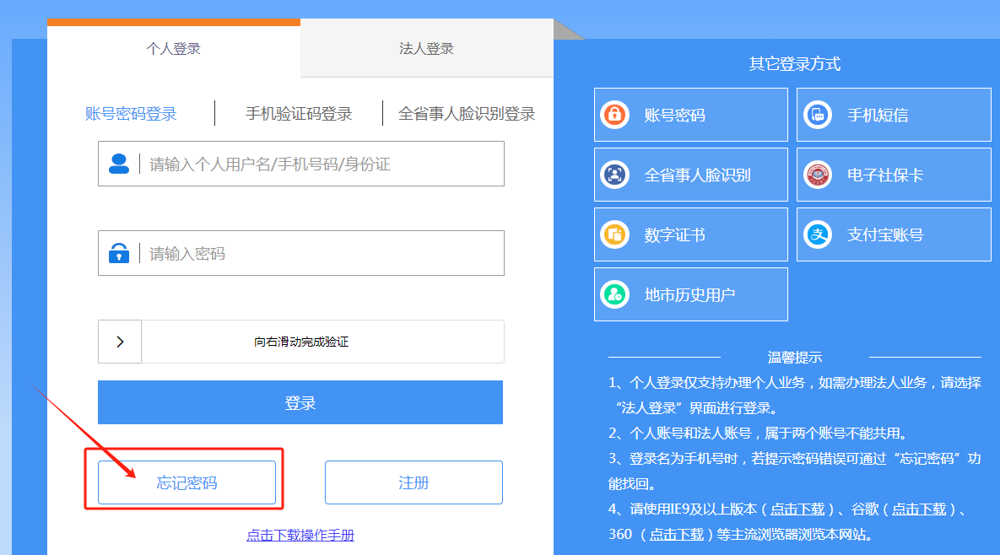 个人登录
法人登录
账号密码登录
手机验证码登录
全省事人脸识别登录
请输入个人用户名/手机号码/身份证
请输入密码
向右滑动完成验证
登录
忘记密码
注册
点击下载操作手册
其它登录方式
账号密码
手机短信
全省事人脸识别
电子社保卡
数字证书
支付宝账号
地市历史用户
温馨提示
1、个人登录仅支持办理个人业务，如需办理法人业务，请选择
“法人登录”界面进行登录。
2、个人账号和法人账号，属于两个账号不能共用。
3、登录名为手机号时，若提示密码错误可通过“忘记密码”功
能找回。
4、请使用IE9及以上版本（点击下载）、谷歌（点击下载）、
360 （点击下载）等主流浏览器浏览本网站。